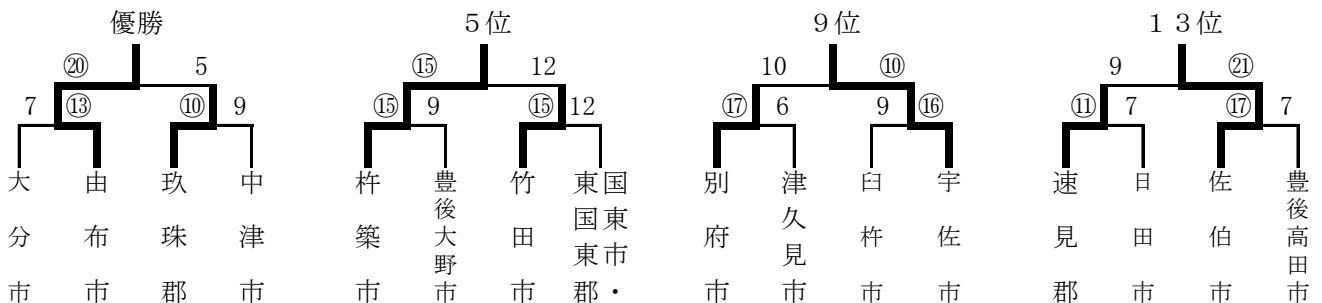 優勝
５位
９位
１３位
⑳ 5
⑮ 12
10 ⑩
9 ㉑
7 ⑬ ⑩ 9
⑮ 9 ⑮ 12
⑰ 6 9 ⑯
⑪ 7 ⑰ 7
大分市
由布市
玖珠郡
中津市
杵築市
豊後大野市
竹田市
国東市・
東国東郡
別府市
津久見市
臼杵市
宇佐市
速見郡
日田市
佐伯市
豊後高田市